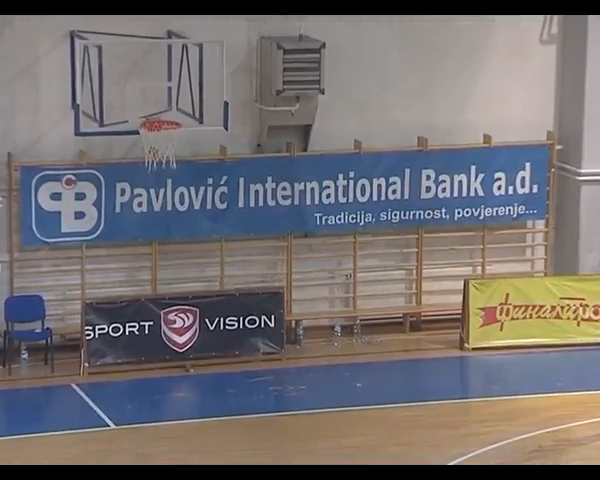 PB Pavlović International Bank a.d.
Tradicija, sigurnost, povjerenje...
SPORT VISION